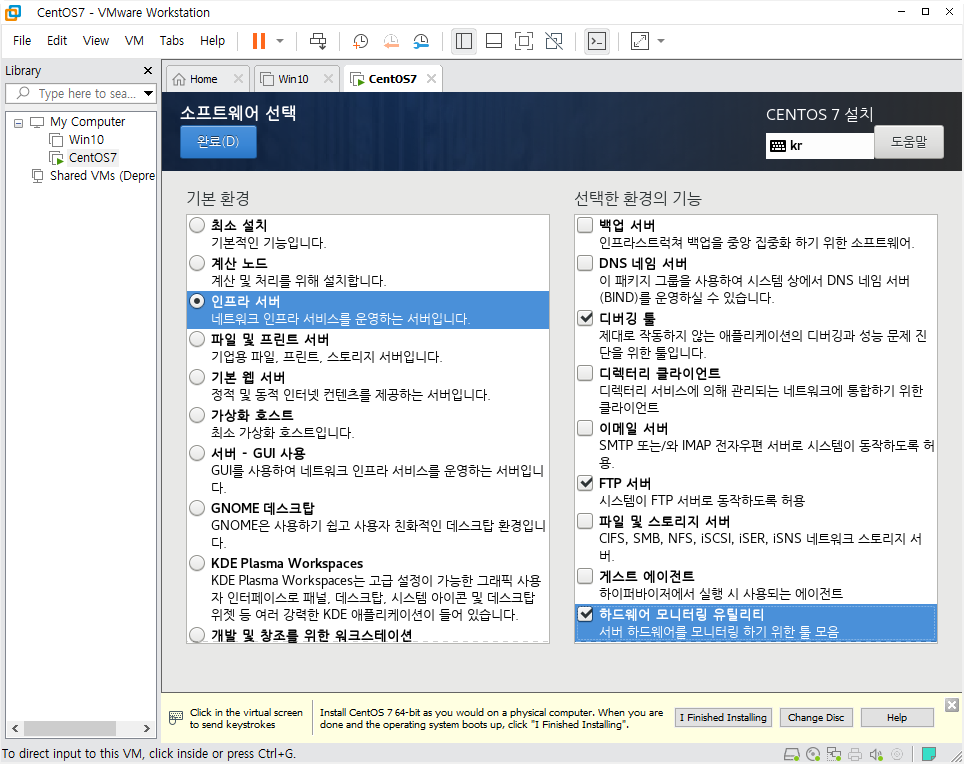 CentOS7 - VMware Workstation
File Edit View VM Tabs Help
Library
Type here to sea...
My Computer
Win10
CentOS7
Shared VMs (Depre
Home
Win10
CentOS7
소프트웨어 선택
완료(D)
CENTOS 7 설치
kr
도움말
기본 환경
최소 설치
기본적인 기능입니다.
계산 노드
계산 및 처리를 위해 설치합니다.
인프라 서버
네트워크 인프라 서비스를 운영하는 서버입니다.
파일 및 프린트 서버
기업용 파일, 프린트, 스토리지 서버입니다.
기본 웹 서버
정적 및 동적 인터넷 컨텐츠를 제공하는 서버입니다.
가상화 호스트
최소 가상화 호스트입니다.
서버 - GUI 사용
GUI를 사용하여 네트워크 인프라 서비스를 운영하는 서버입니
다.
GNOME 데스크탑
GNOME은 사용하기 쉽고 사용자 친화적인 데스크탑 환경입니
다.
KDE Plasma Workspaces
KDE Plasma Workspaces는 고급 설정이 가능한 그래픽 사용
자 인터페이스로 패널, 데스크탑, 시스템 아이콘 및 데스크탑
위젯 등 여러 강력한 KDE 애플리케이션이 들어 있습니다.
개발 및 창조를 위한 워크스테이션
선택한 환경의 기능
백업 서버
인프라스트럭쳐 백업을 중앙 집중화 하기 위한 소프트웨어.
DNS 네임 서버
이 패키지 그룹을 사용하여 시스템 상에서 DNS 네임 서버
(BIND)를 운영하실 수 있습니다.
디버깅 툴
제대로 작동하지 않는 애플리케이션의 디버깅과 성능 문제 진
단을 위한 툴입니다.
디렉터리 클라이언트
디렉터리 서비스에 의해 관리되는 네트워크에 통합하기 위한
클라이언트
이메일 서버
SMTP 또는/와 IMAP 전자우편 서버로 시스템이 동작하도록 허
용.
FTP 서버
시스템이 FTP 서버로 동작하도록 허용
파일 및 스토리지 서버
CIFS, SMB, NFS, iSCSI, iSER, iSNS 네트워크 스토리지 서
버.
게스트 에이전트
하이퍼바이저에서 실행 시 사용되는 에이전트
하드웨어 모니터링 유틸리티
서버 하드웨어를 모니터링 하기 위한 툴 모음
Click in the virtual screen
to send keystrokes
Install CentOS 7 64-bit as you would on a physical computer. When you are
done and the operating system boots up, click "I Finished Installing".
I Finished Installing
Change Disc
Help
To direct input to this VM, click inside or press Ctrl+G.